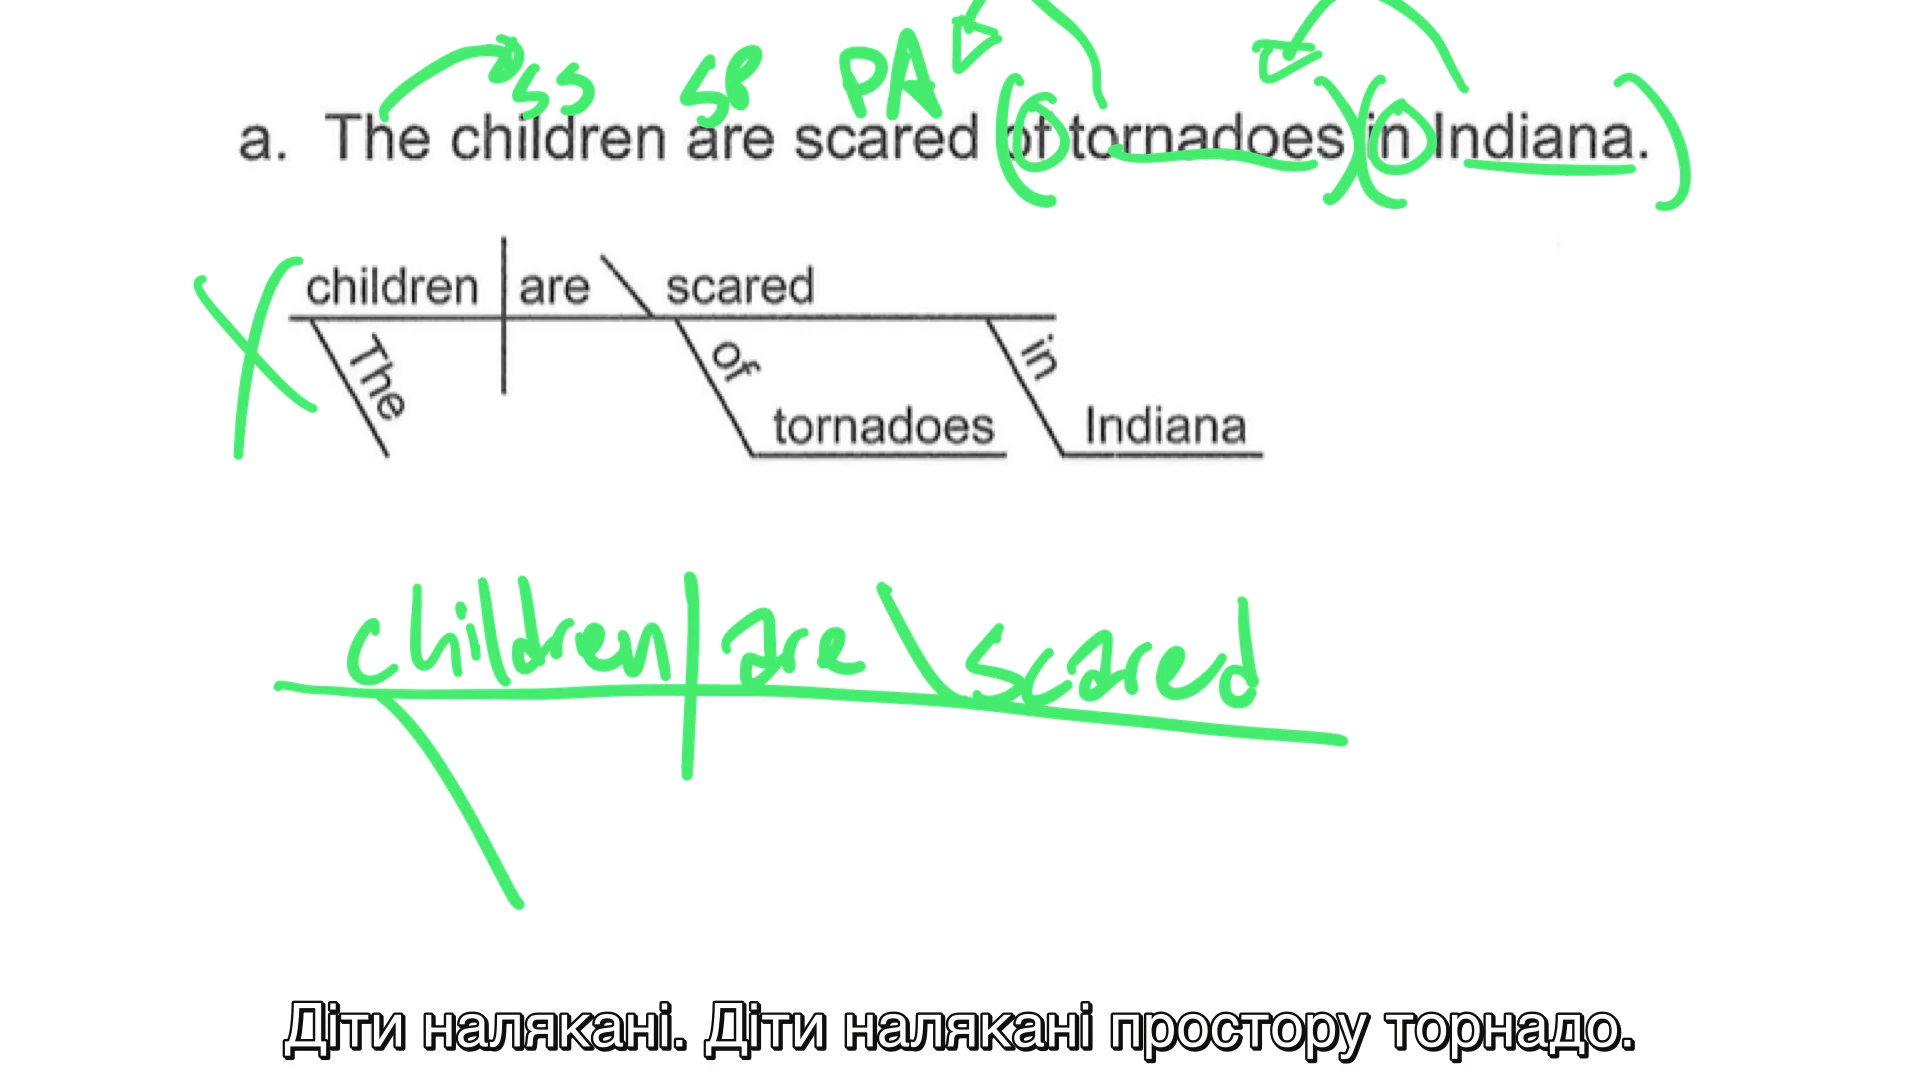 SS SP PA
a. The children are scared of tornadoes in Indiana.
children are scared
The of in
tornadoes Indiana
children are scared
Діти налякані. Діти налякані простору торнадо.